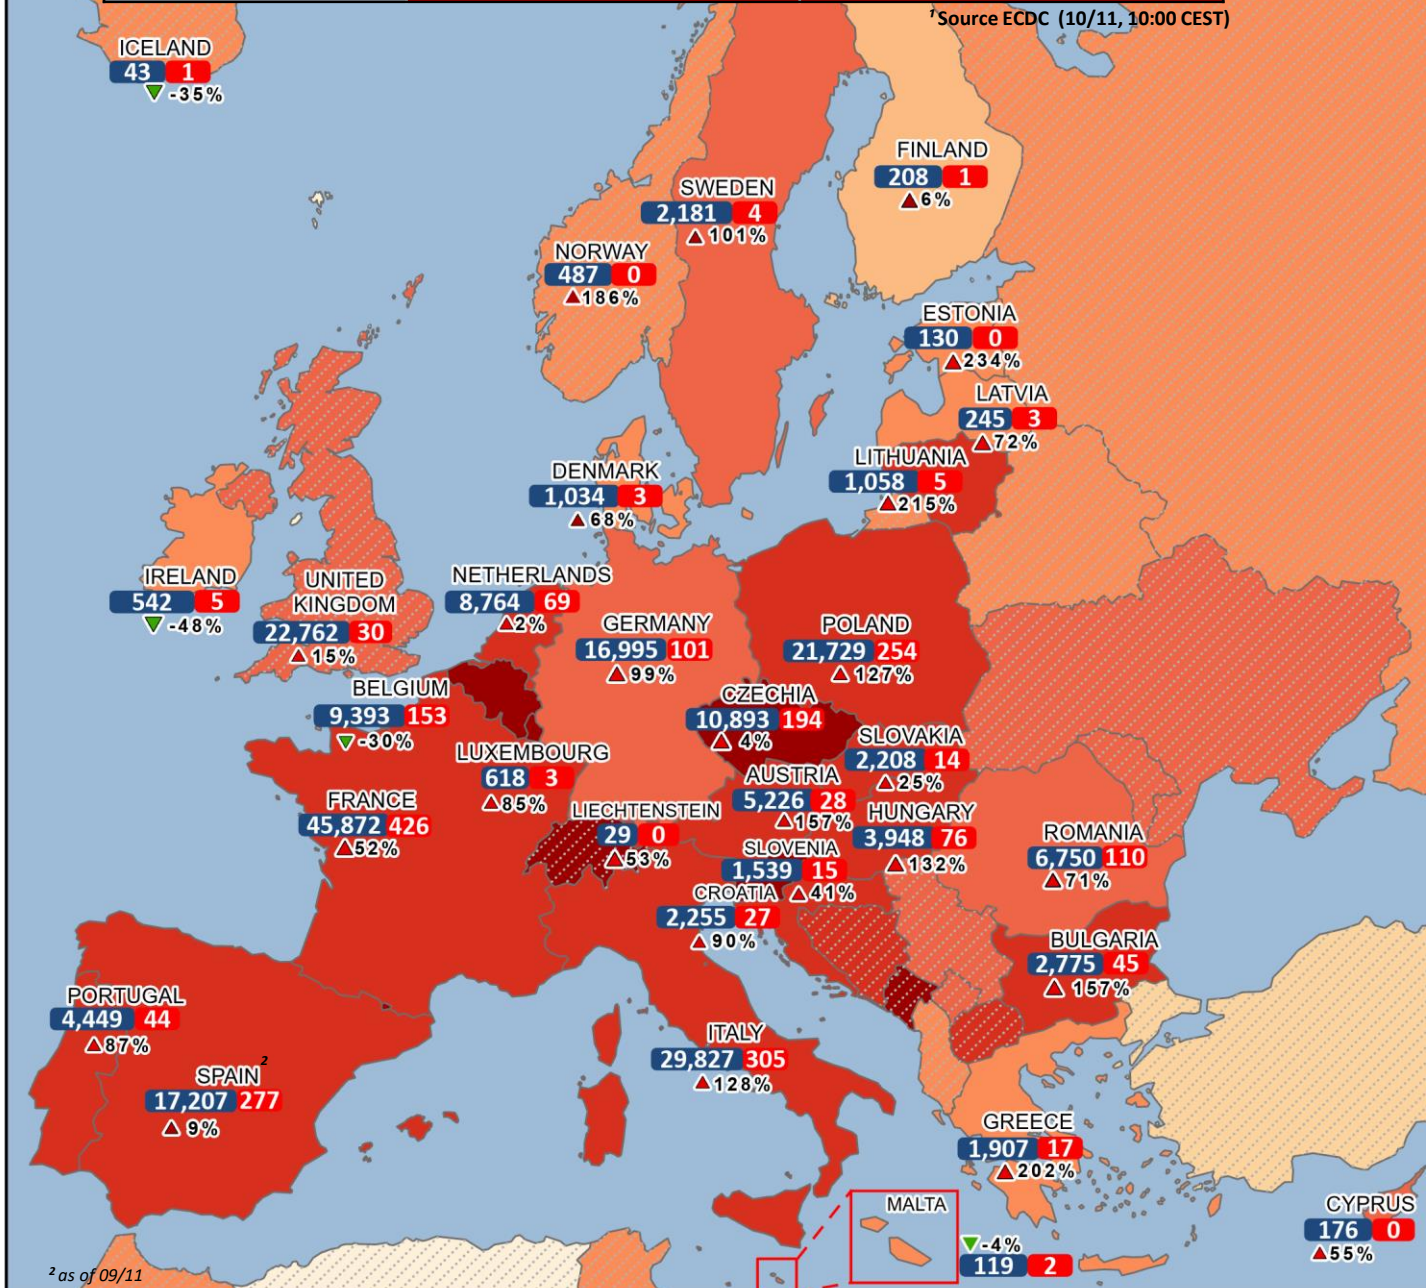 ¹ Source ECDC (10/11, 10:00 CEST)
ICELAND
43 1
-35%
FINLAND
208 1
6%
SWEDEN
2,181 4
101%
NORWAY
487 0
186%
ESTONIA
130 0
234%
LATVIA
245 3
72%
LITHUANIA
1,058 5
215%
DENMARK
1,034 3
68%
IRELAND
542 5
-48%
UNITED
KINGDOM
22,762 30
15%
NETHERLANDS
8,764 69
2%
GERMANY
16,995 101
99%
POLAND
21,729 254
127%
BELGIUM
9,393 153
-30%
CZECHIA
10,893 194
4%
SLOVAKIA
2,208 14
25%
LUXEMBOURG
618 3
85%
AUSTRIA
5,226 28
157%
FRANCE
45,872 426
52%
LIECHTENSTEIN
29 0
53%
HUNGARY
3,948 76
132%
ROMANIA
6,750 110
71%
SLOVENIA
1,539 15
41%
CROATIA
2,255 27
90%
BULGARIA
2,775 45
157%
PORTUGAL
4,449 44
87%
ITALY
29,827 305
128%
SPAIN ²
17,207 277
9%
GREECE
1,907 17
202%
MALTA
-4%
119 2
CYPRUS
176 0
55%
² as of 09/11